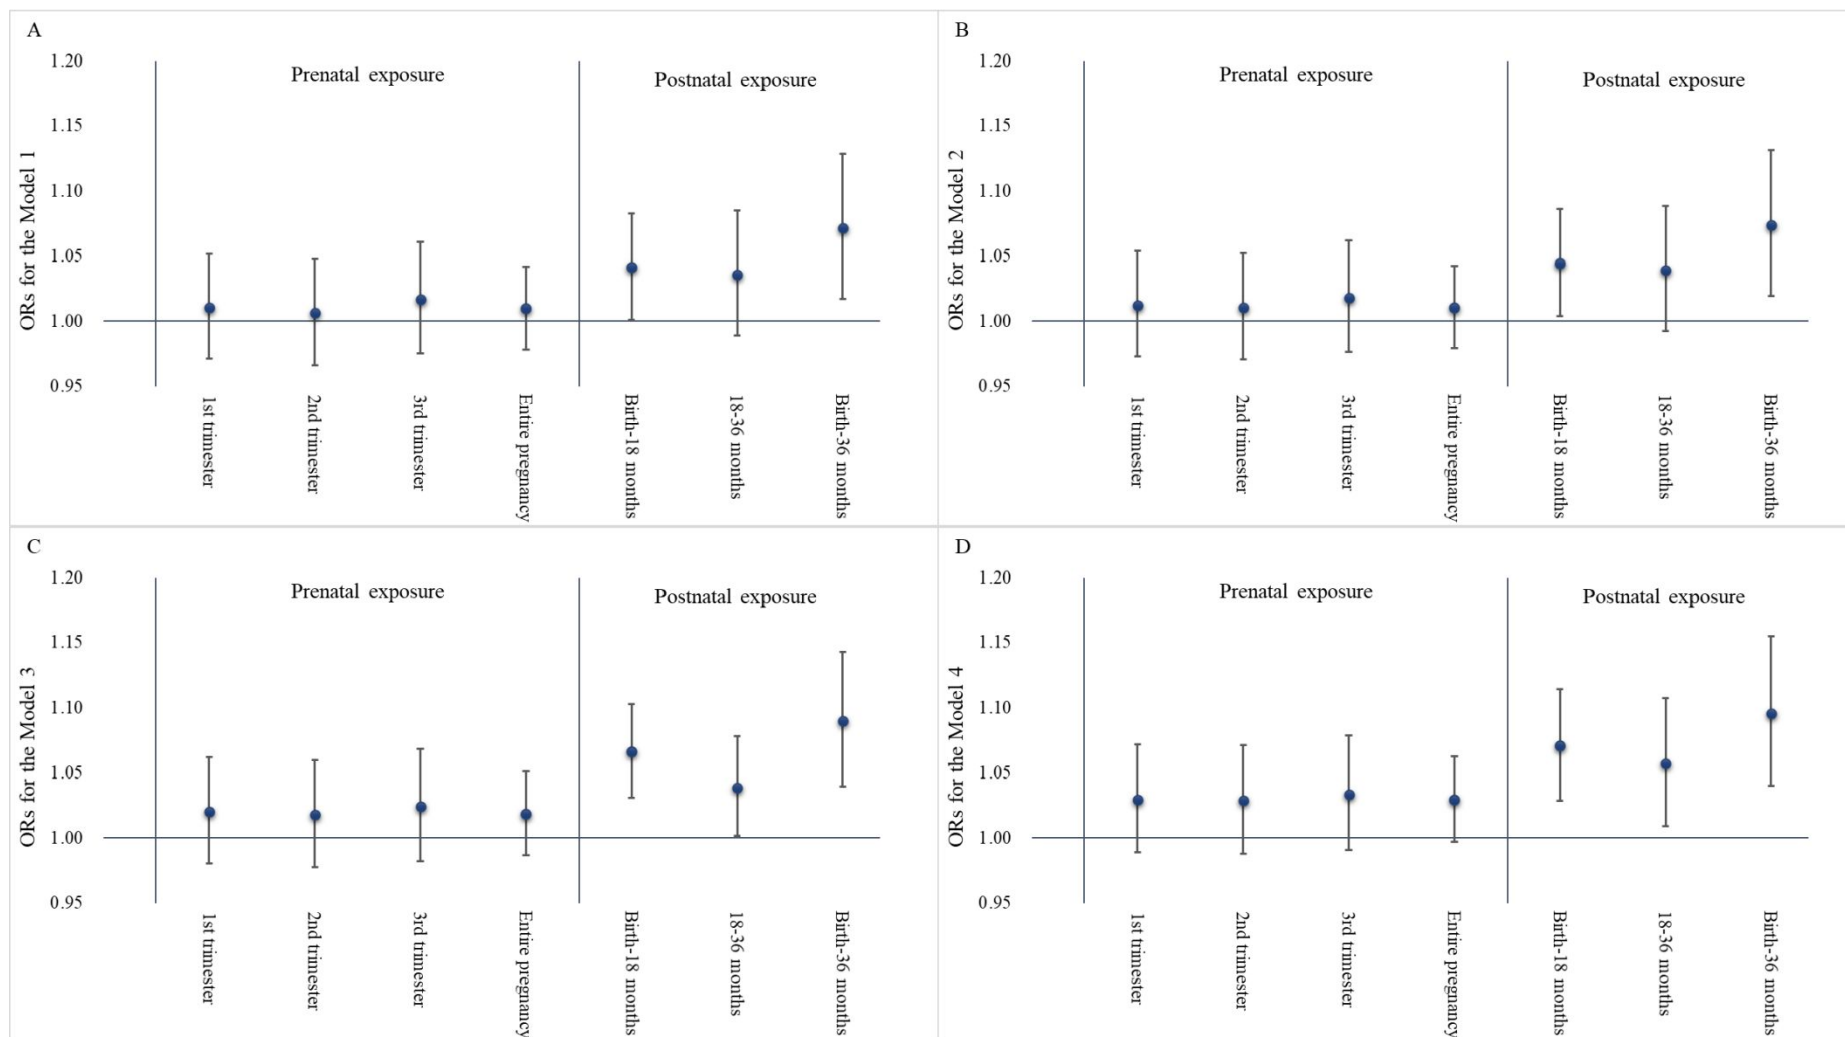 A
ORs for the Model 1
1.20
1.15
1.10
1.05
1.00
0.95
Prenatal exposure
Postnatal exposure
1st trimester
2nd trimester
3rd trimester
Entire pregnancy
Birth-18 months
18-36 months
Birth-36 months
B
ORs for the Model 2
1.20
1.15
1.10
1.05
1.00
0.95
Prenatal exposure
Postnatal exposure
1st trimester
2nd trimester
3rd trimester
Entire pregnancy
Birth-18 months
18-36 months
Birth-36 months
C
ORs for the Model 3
1.20
1.15
1.10
1.05
1.00
0.95
Prenatal exposure
Postnatal exposure
1st trimester
2nd trimester
3rd trimester
Entire pregnancy
Birth-18 months
18-36 months
Birth-36 months
D
ORs for the Model 4
1.20
1.15
1.10
1.05
1.00
0.95
Prenatal exposure
Postnatal exposure
1st trimester
2nd trimester
3rd trimester
Entire pregnancy
Birth-18 months
18-36 months
Birth-36 months